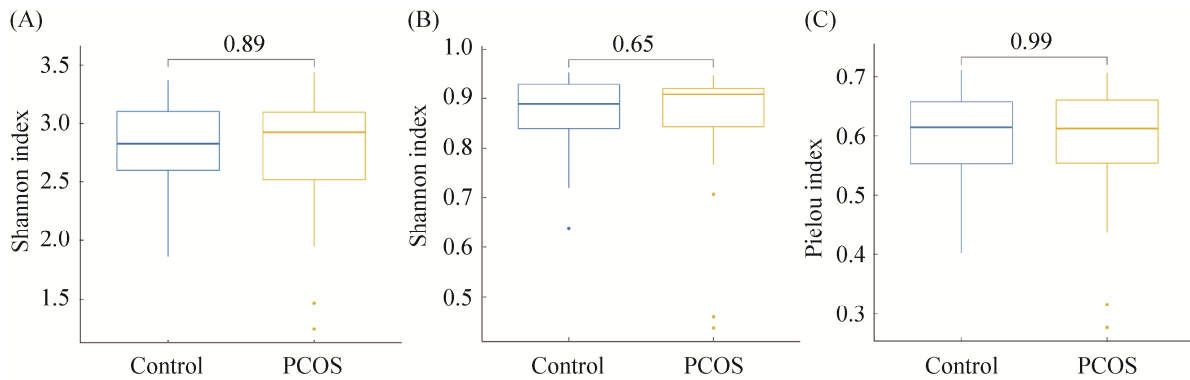 (A)
0.89
3.5
3.0
2.5
2.0
1.5
Shannon index
Control
PCOS
(B)
0.65
1.0
0.9
0.8
0.7
0.6
0.5
Shannon index
Control
PCOS
(C)
0.99
0.7
0.6
0.5
0.4
0.3
Pielou index
Control
PCOS